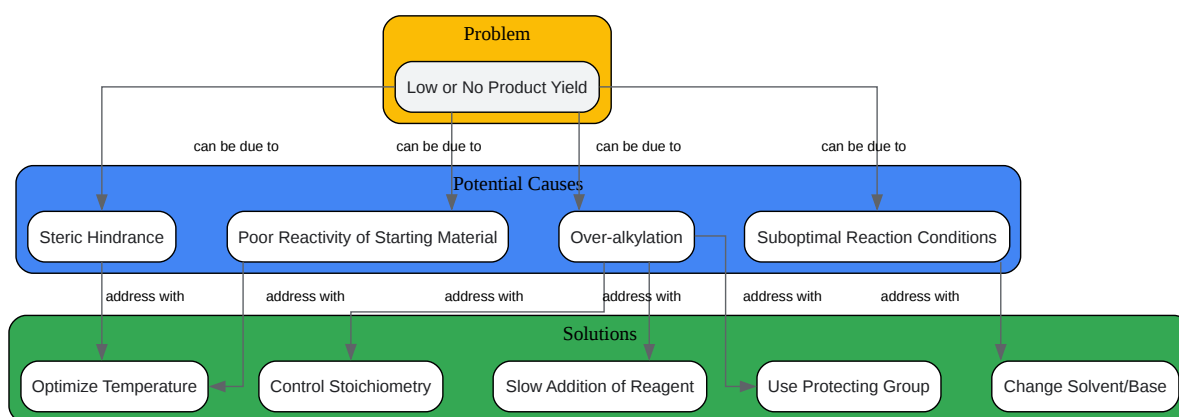 Problem
Low or No Product Yield
can be due to
can be due to
can be due to
can be due to
Potential Causes
Steric Hindrance
Poor Reactivity of Starting Material
Over-alkylation
Suboptimal Reaction Conditions
address with
address with
address with
address with
address with
address with
Solutions
Optimize Temperature
Control Stoichiometry
Slow Addition of Reagent
Use Protecting Group
Change Solvent/Base